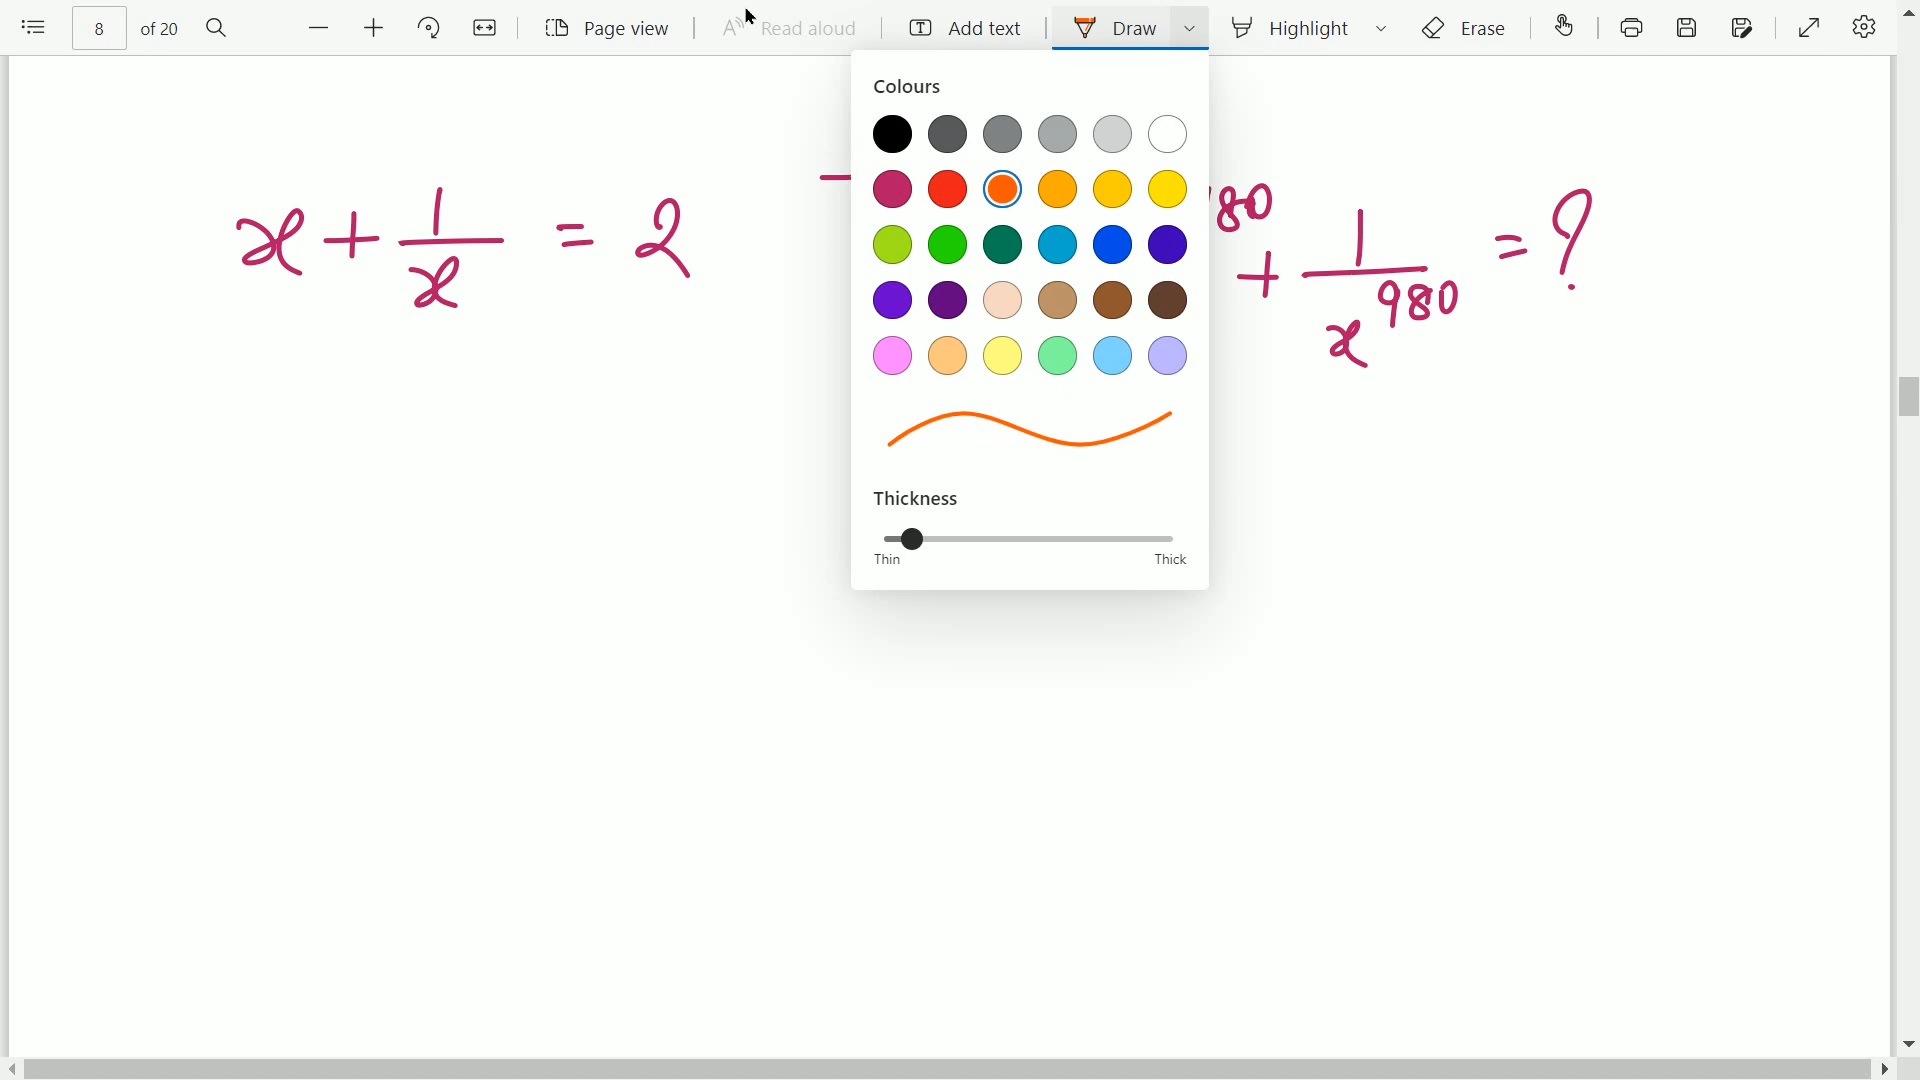 8 of 20 Page view Read aloud Add text Draw Highlight Erase
Colours
x + 1/x = 2
80 + 1/x^980 = ?
Thickness
Thin Thick